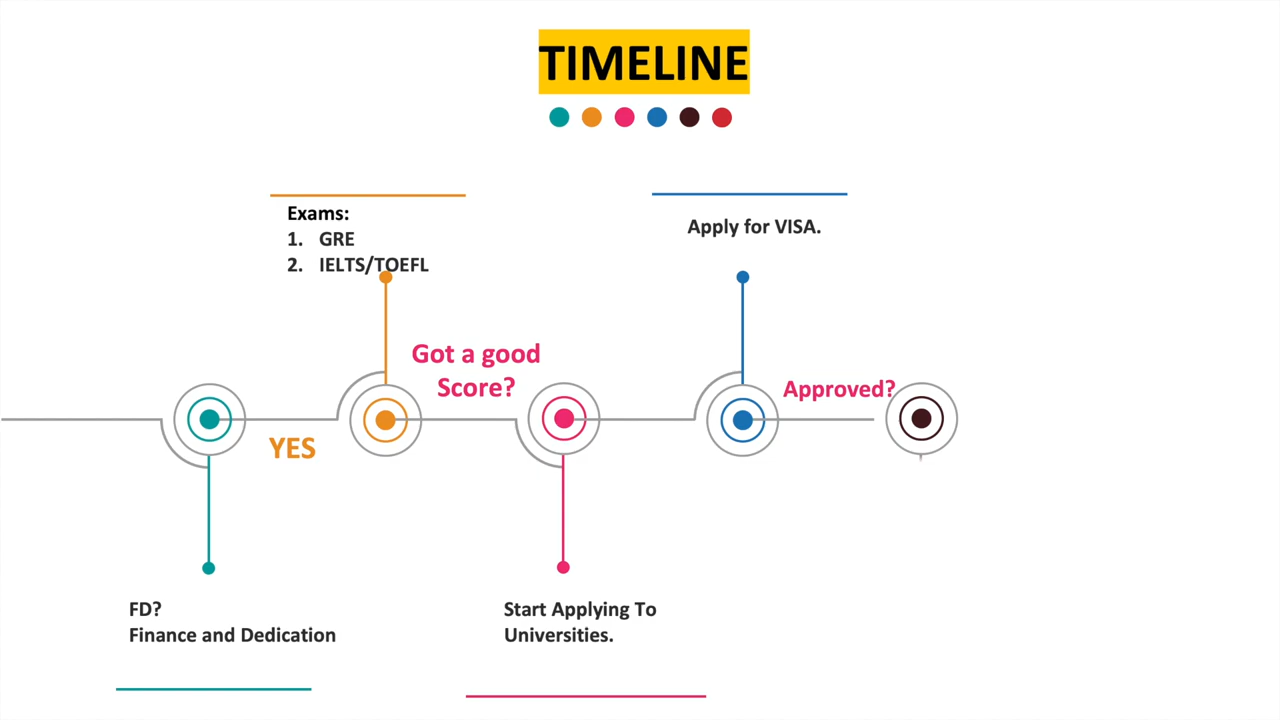 TIMELINE
Exams:
1. GRE
2. IELTS/TOEFL
Apply for VISA.
Got a good
Score?
Approved?
YES
FD?
Finance and Dedication
Start Applying To
Universities.